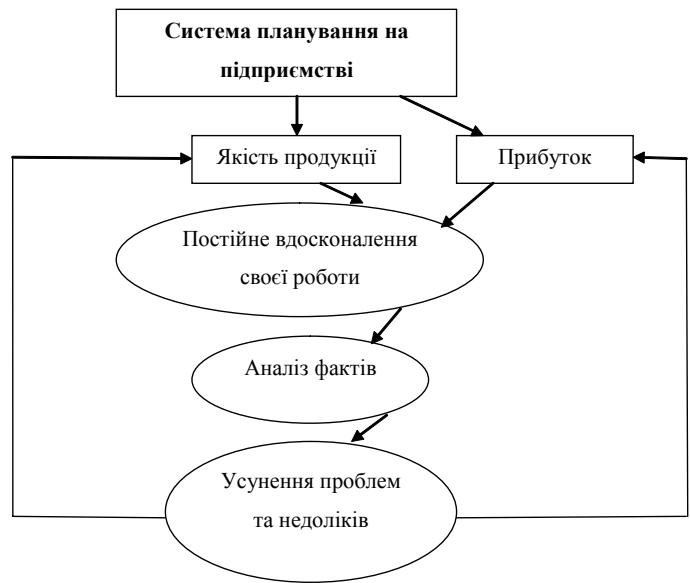 Система планування на
підприємстві
Якість продукції
Прибуток
Постійне вдосконалення
своєї роботи
Аналіз фактів
Усунення проблем
та недоліків